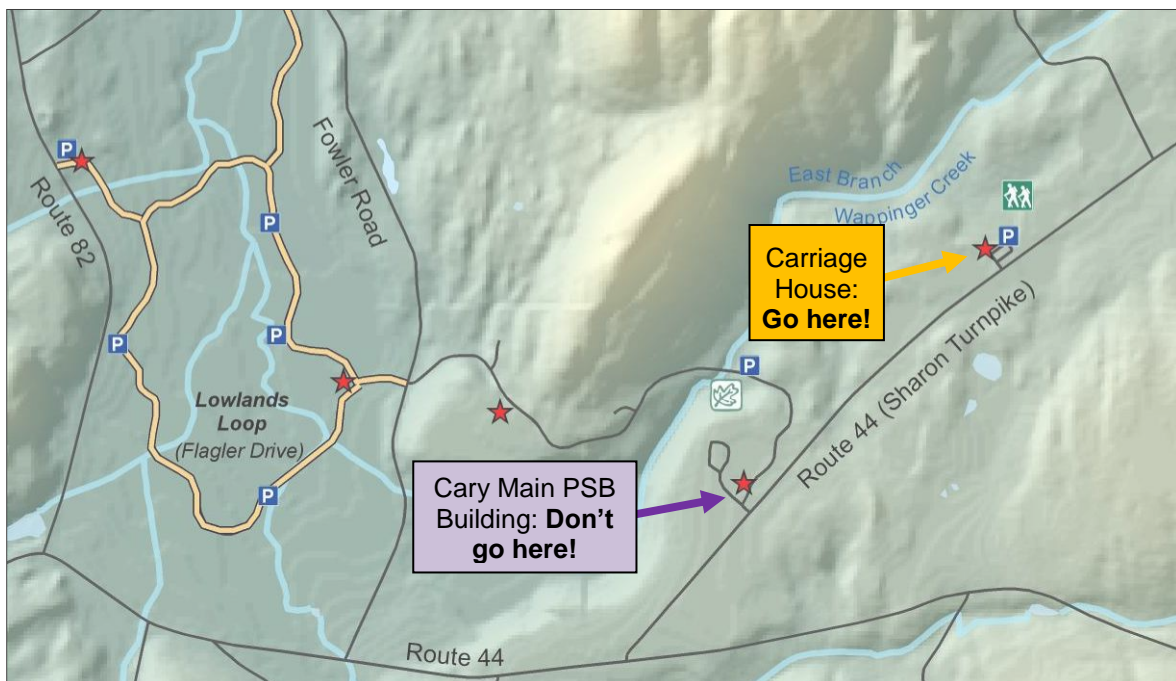 P
Route 82
Fowler Road
P
P
P
P
Lowlands
Loop
(Flagler Drive)
East Branch
Wappinger Creek
P
Carriage
House:
Go here!
Route 44 (Sharon Turnpike)
P
Cary Main PSB
Building: Don't
go here!
Route 44